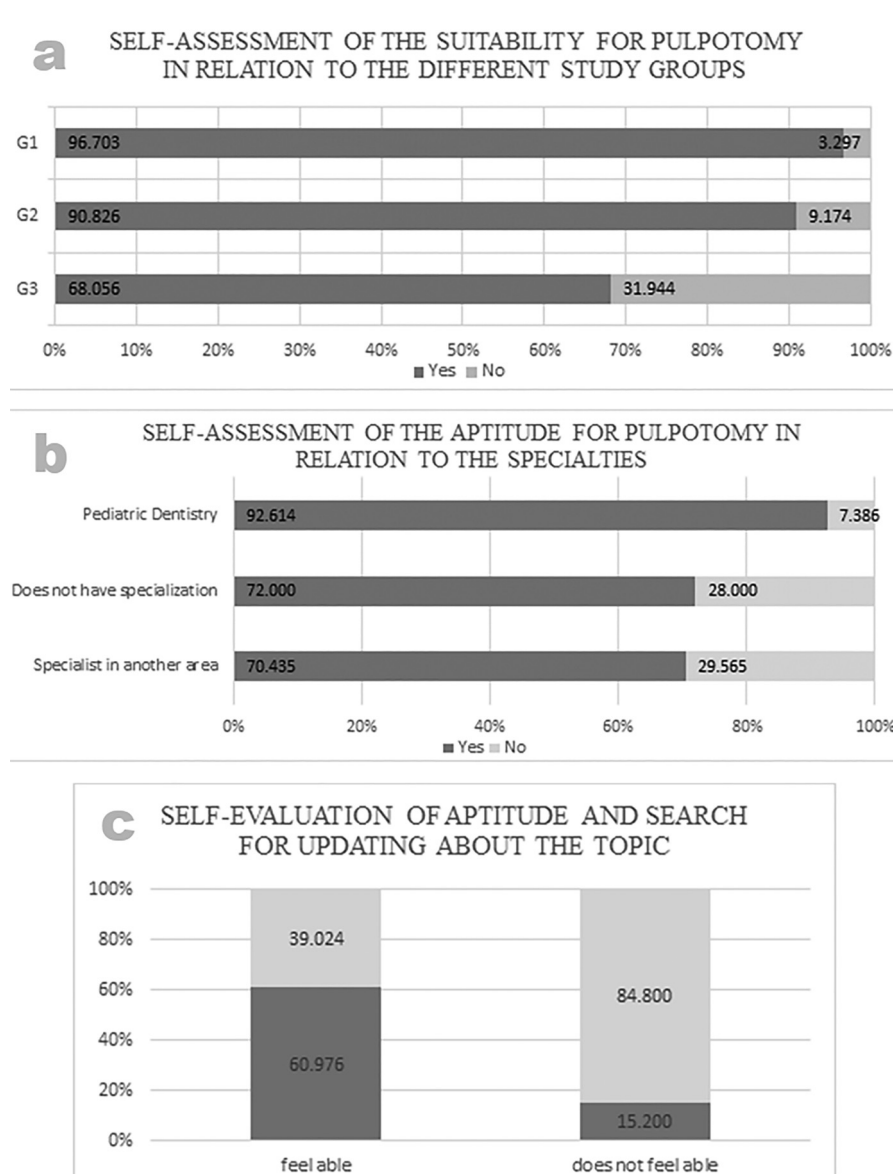 a
SELF-ASSESSMENT OF THE SUITABILITY FOR PULPOTOMY
IN RELATION TO THE DIFFERENT STUDY GROUPS
G1 96.703 3.297
G2 90.826 9.174
G3 68.056 31.944
0% 10% 20% 30% 40% 50% 60% 70% 80% 90% 100%
Yes No
b
SELF-ASSESSMENT OF THE APTITUDE FOR PULPOTOMY IN
RELATION TO THE SPECIALTIES
Pediatric Dentistry 92.614 7.386
Does not have specialization 72.000 28.000
Specialist in another area 70.435 29.565
0% 20% 40% 60% 80% 100%
Yes No
c
SELF-EVALUATION OF APTITUDE AND SEARCH
FOR UPDATING ABOUT THE TOPIC
100%
80% 39.024
84.800
60%
40%
60.976
20%
15.200
0%
feel able does not feel able